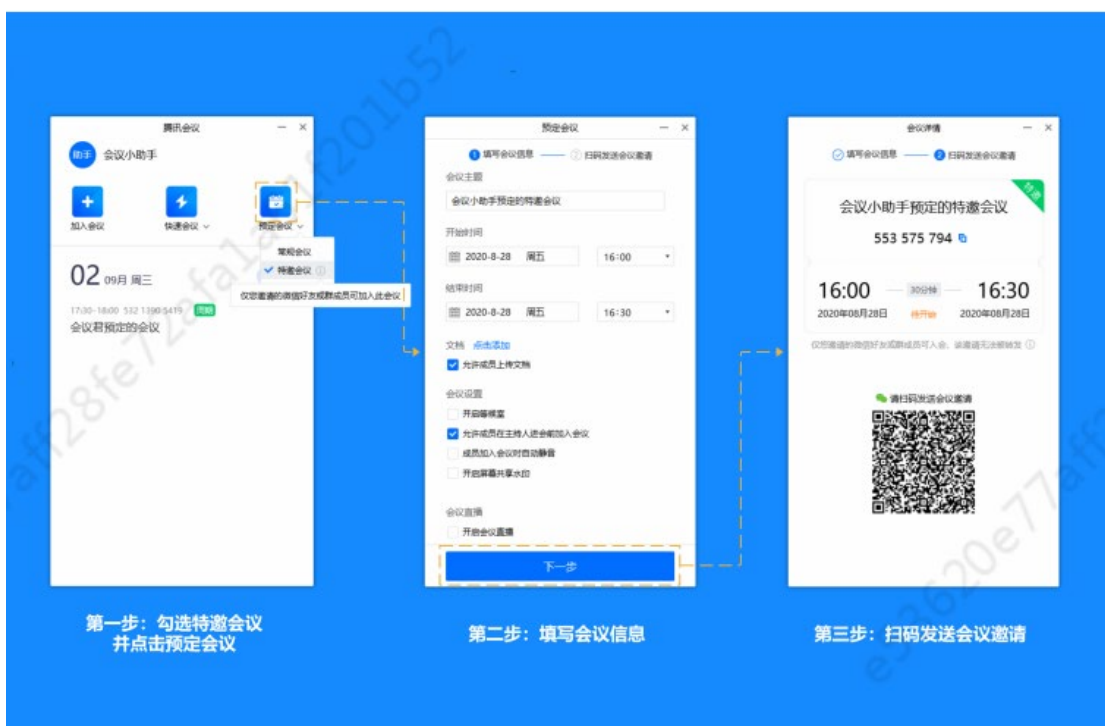 腾讯会议
助手 会议小助手
加入会议 快速会议 预定会议
常规会议
特邀会议
仅您邀请的微信好友或群成员可加入此会议
02 09月 周三
17:30-18:00 532 1390 5419 周期
会议君预定的会议
第一步：勾选特邀会议
并点击预定会议
预定会议
1 填写会议信息 2 扫码发送会议邀请
会议主题
会议小助手预定的特邀会议
开始时间
2020-8-28 周五 16:00
结束时间
2020-8-28 周五 16:30
文档 点击添加
允许成员上传文档
会议设置
开启等候室
允许成员在主持人进会前加入会议
成员加入会议时自动静音
开启屏幕共享水印
会议直播
开启会议直播
下一步
第二步：填写会议信息
会议详情
填写会议信息 2 扫码发送会议邀请
特邀
会议小助手预定的特邀会议
553 575 794
16:00 30分钟 16:30
2020年08月28日 待开始 2020年08月28日
仅您邀请的微信好友或群成员可入会，该邀请无法被转发
请扫码发送会议邀请
第三步：扫码发送会议邀请